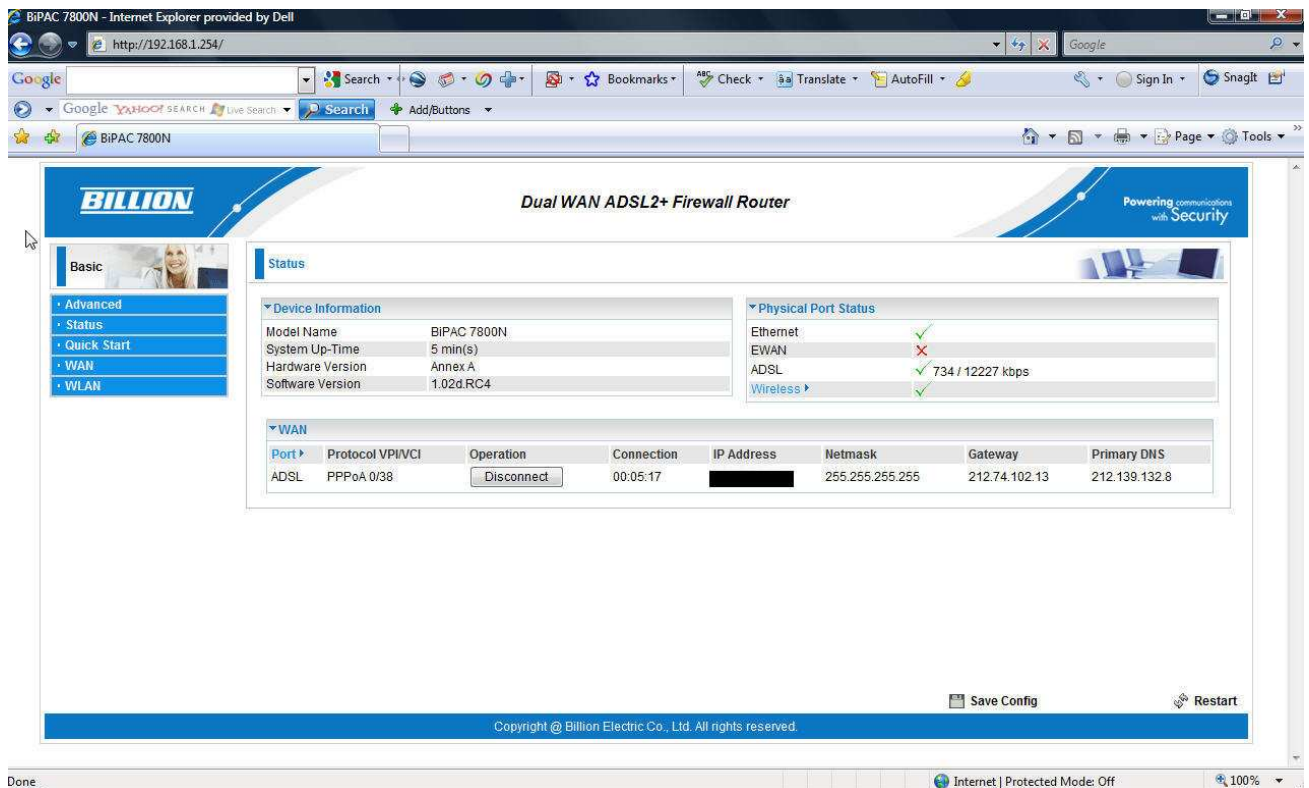 BiPAC 7800N - Internet Explorer provided by Dell
http://192.168.1.254/
Google
Google
Search
Bookmarks
Check
Translate
AutoFill
Sign In
SnagIt
Google YAHOO! SEARCH Live Search
Search
Add/Buttons
BiPAC 7800N
Page
Tools
BILLION
Dual WAN ADSL2+ Firewall Router
Powering communications
with Security
Basic
Advanced
Status
Quick Start
WAN
WLAN
Status
Device Information
Model Name BiPAC 7800N
System Up-Time 5 min(s)
Hardware Version Annex A
Software Version 1.02d.RC4
Physical Port Status
Ethernet
EWAN
ADSL 734 / 12227 kbps
Wireless
WAN
Port Protocol VPI/VCI Operation Connection IP Address Netmask Gateway Primary DNS
ADSL PPPoA 0/38 Disconnect 00:05:17 255.255.255.255 212.74.102.13 212.139.132.8
Save Config
Restart
Copyright @ Billion Electric Co., Ltd. All rights reserved.
Done
Internet | Protected Mode: Off
100%